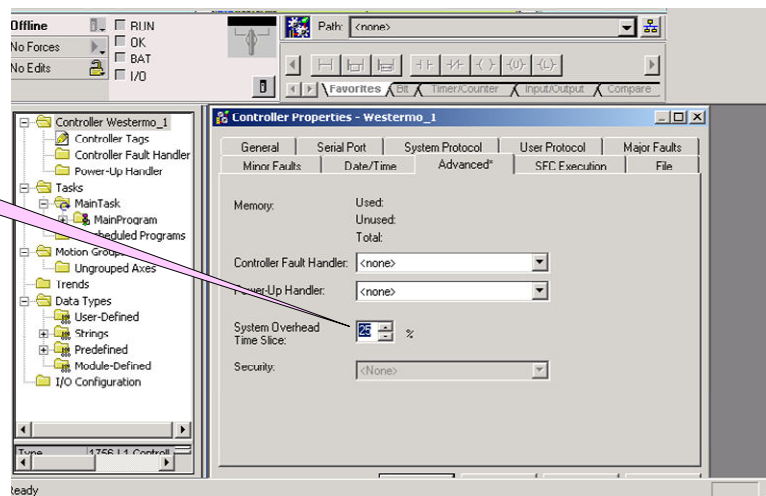 Offline
RUN
Path: <none>
No Forces
OK
BAT
No Edits
I/O
Favorites Bit Timer/Counter Input/Output Compare
Controller Westermo_1
Controller Tags
Controller Fault Handler
Power-Up Handler
Tasks
MainTask
MainProgram
Programs
Motion
Ungrouped Axes
Trends
Data Types
User-Defined
Strings
Predefined
Module-Defined
I/O Configuration
Controller Properties - Westermo_1
General Serial Port System Protocol User Protocol Major Faults
Minor Faults Date/Time Advanced* SFC Execution File
Memory: Used:
Unused:
Total:
Controller Fault Handler: <none>
Power-Up Handler: <none>
System Overhead
Time Slice: 25 %
Security: <None>